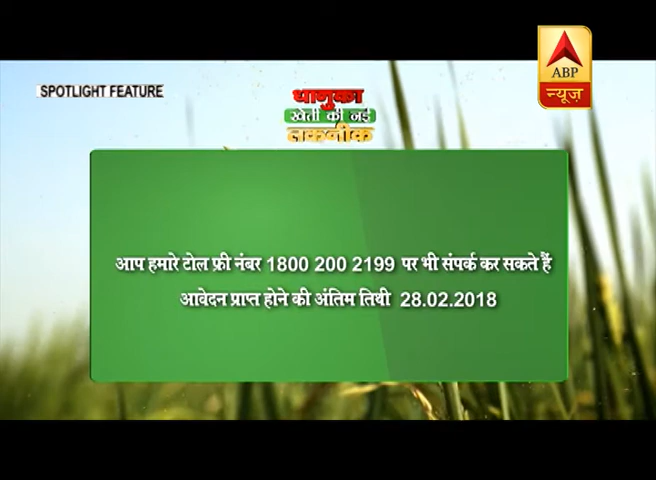 SPOTLIGHT FEATURE
धानुका
खेती की नई
तकनीक
ABP
न्यूज़
आप हमारे टोल फ्री नंबर 1800 200 2199 पर भी संपर्क कर सकते हैं
आवेदन प्राप्त होने की अंतिम तिथी 28.02.2018